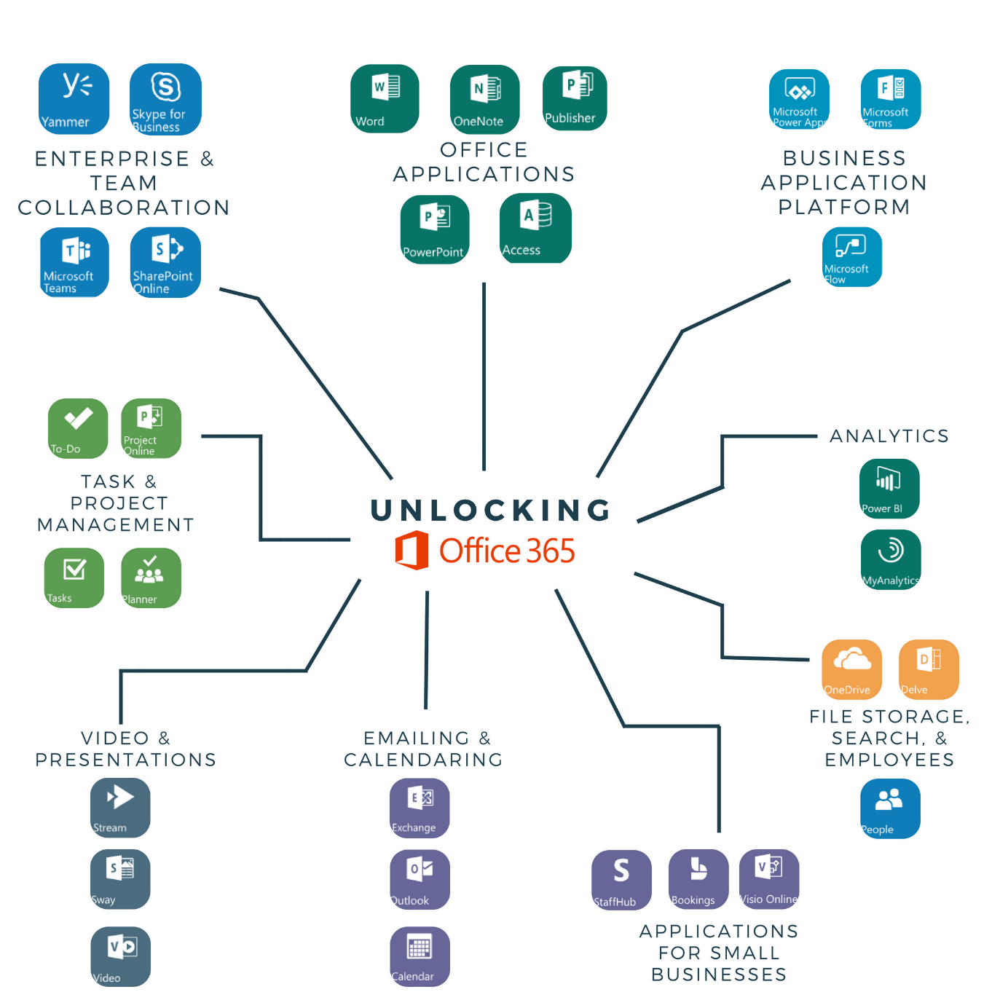 Yammer
Skype for
Business
ENTERPRISE &
TEAM
COLLABORATION
Microsoft
Teams
SharePoint
Online
Word
OneNote
Publisher
OFFICE
APPLICATIONS
PowerPoint
Access
Microsoft
Power Apps
Microsoft
Forms
BUSINESS
APPLICATION
PLATFORM
Microsoft
Flow
To-Do
Project
Online
TASK &
PROJECT
MANAGEMENT
Tasks
Planner
UNLOCKING
Office 365
ANALYTICS
Power BI
MyAnalytics
OneDrive
Delve
FILE STORAGE,
SEARCH, &
EMPLOYEES
People
VIDEO &
PRESENTATIONS
Stream
Sway
Video
EMAILING &
CALENDARING
Exchange
Outlook
Calendar
StaffHub
Bookings
Visio Online
APPLICATIONS
FOR SMALL
BUSINESSES